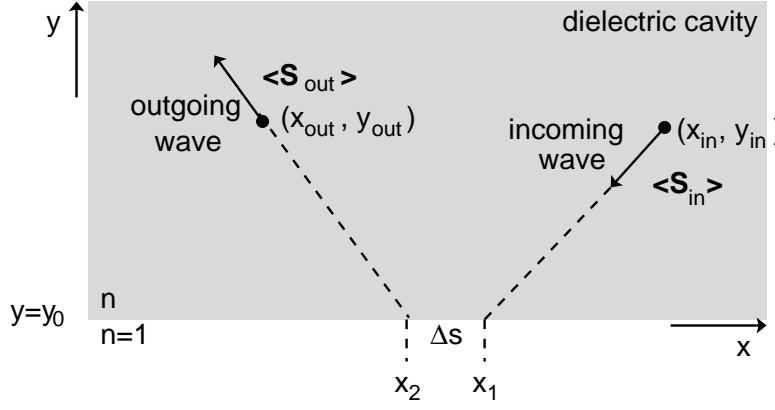 y
dielectric cavity
<S out>
outgoing
wave
(x out , y out)
incoming
wave
(x in, y in)
<S in>
n
y=y0
n=1
Δs
x
x2
x1